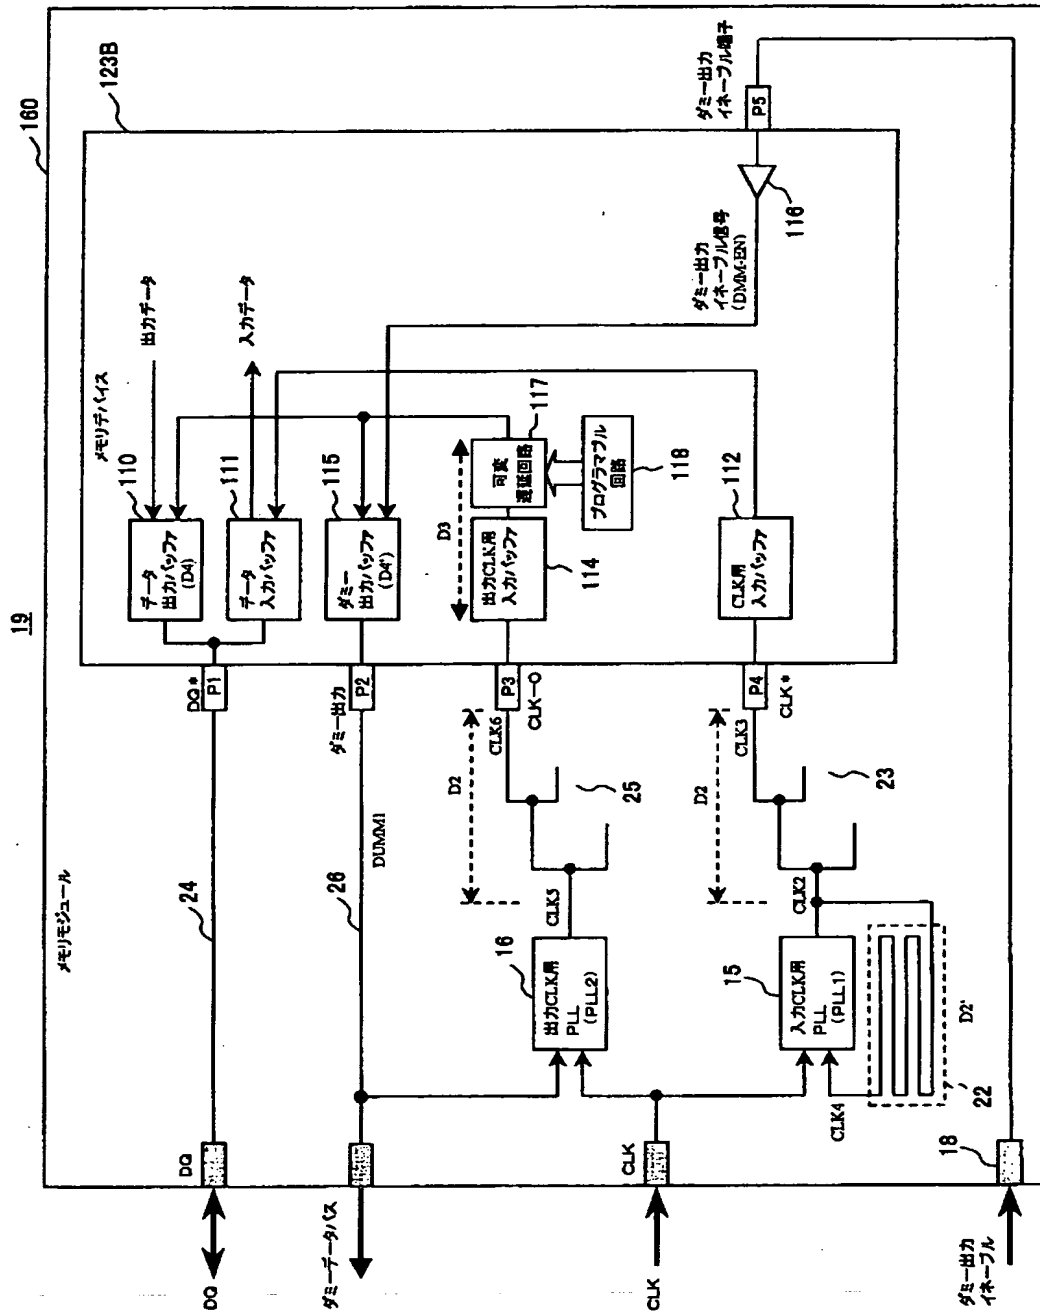 19
160
メモリモジュール
123B
メモリデバイス
出力データ
入力データ
110
111
115
データ
出力バッファ
(D4)
データ
入力バッファ
ダミー
出力バッファ
(D4')
D3
117
可変
遅延回路
プログラマブル
回路
118
出力CLK用
入力バッファ
114
112
CLK用
入力バッファ
ダミー出力
イネーブル信号
(DMM-EN)
116
ダミー出力
イネーブル端子
P5
DQ*
P1
ダミー出力
P2
P3
CLK-O
P4
CLK*
24
26
DUMM1
D2
CLK6
25
CLK5
16
出力CLK用
PLL
(PLL2)
D2
CLK3
23
CLK2
15
入力CLK用
PLL
(PLL1)
CLK4
D2'
22
18
DQ
CLK
DQ
ダミーデータバス
CLK
ダミー出力
イネーブル